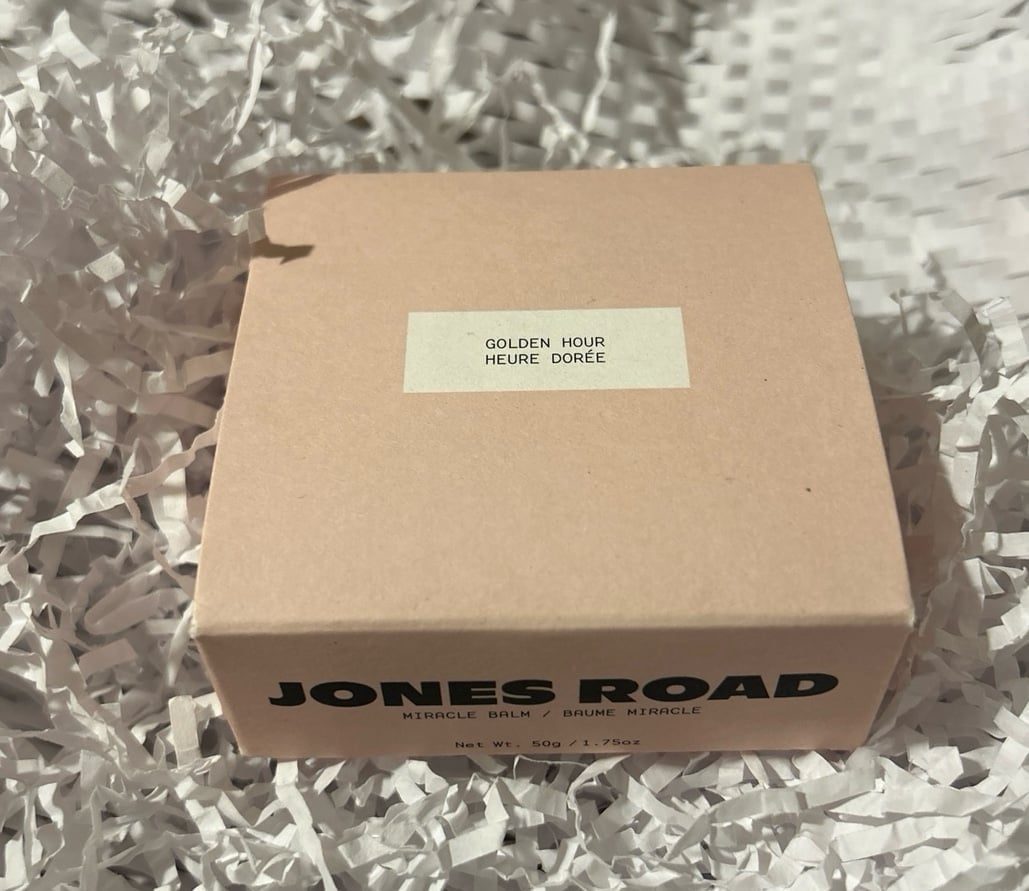 GOLDEN HOUR
HEURE DORÉE
JONES ROAD
MIRACLE BALM / BAUME MIRACLE
Net Wt. 50g / 1.75oz